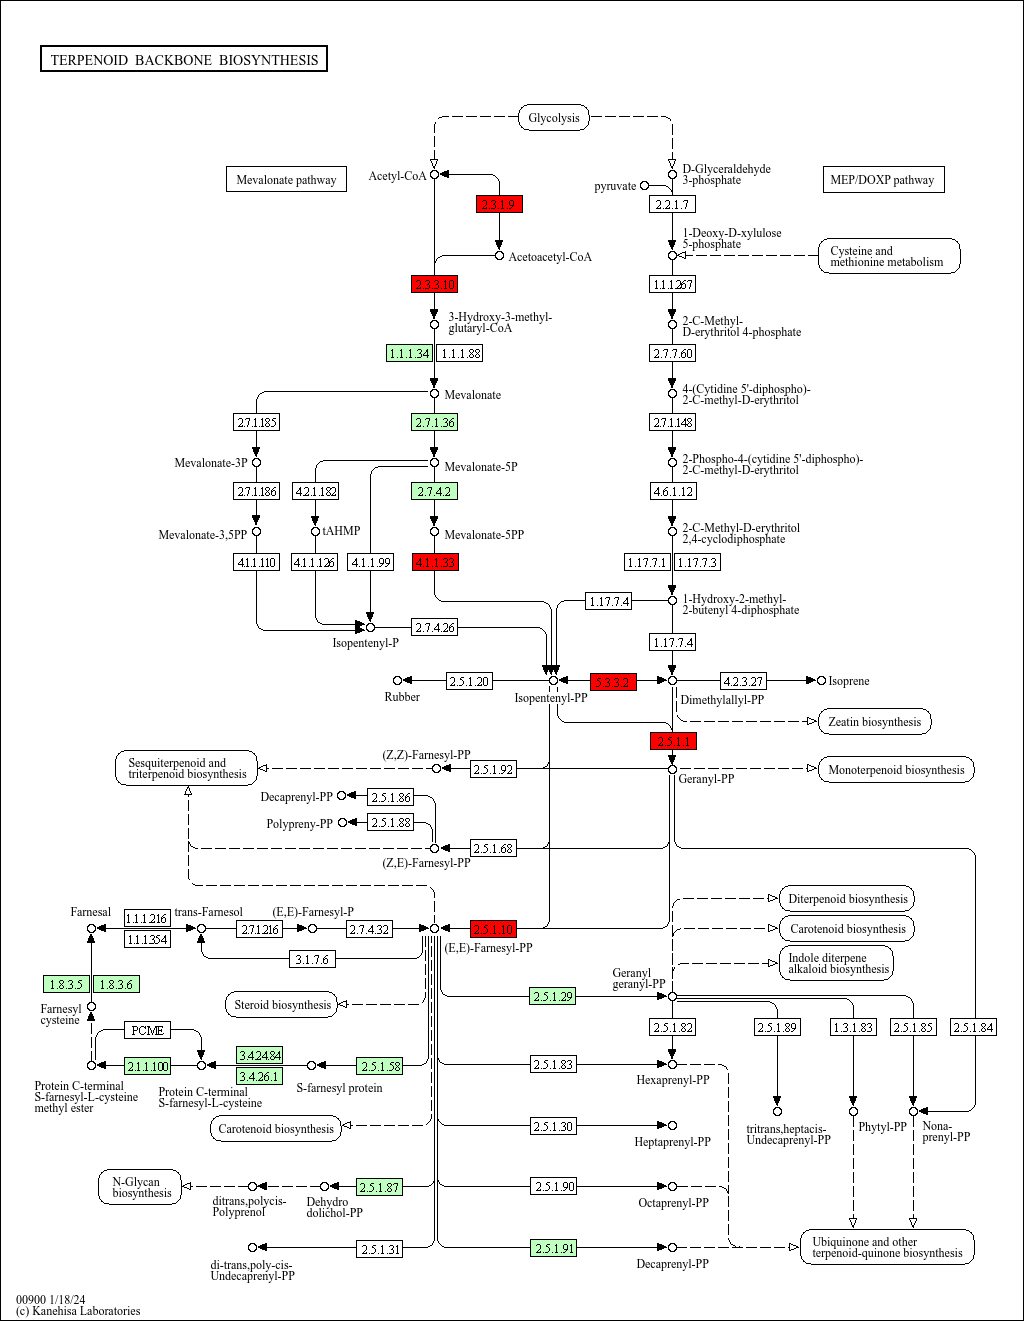 TERPENOID BACKBONE BIOSYNTHESIS
Glycolysis
Mevalonate pathway
Acetyl-CoA
D-Glyceraldehyde
3-phosphate
MEP/DOXP pathway
pyruvate
2.3.1.9
2.2.1.7
1-Deoxy-D-xylulose
5-phosphate
Acetoacetyl-CoA
Cysteine and
methionine metabolism
2.3.3.10
1.1.1.267
3-Hydroxy-3-methyl-
glutaryl-CoA
2-C-Methyl-
D-erythritol 4-phosphate
1.1.1.34
1.1.1.88
2.7.7.60
Mevalonate
4-(Cytidine 5'-diphospho)-
2-C-methyl-D-erythritol
2.7.1.185
2.7.1.36
2.7.1.148
Mevalonate-3P
Mevalonate-5P
2-Phospho-4-(cytidine 5'-diphospho)-
2-C-methyl-D-erythritol
2.7.1.186
4.2.1.182
2.7.4.2
4.6.1.12
Mevalonate-3,5PP
tAHMP
Mevalonate-5PP
2-C-Methyl-D-erythritol
2,4-cyclodiphosphate
4.1.1.110
4.1.1.126
4.1.1.99
4.1.1.33
1.17.7.1
1.17.7.3
1.17.7.4
1-Hydroxy-2-methyl-
2-butenyl 4-diphosphate
2.7.4.26
Isopentenyl-P
1.17.7.4
Rubber
2.5.1.20
Isopentenyl-PP
5.3.3.2
Dimethylallyl-PP
4.2.3.27
Isoprene
Zeatin biosynthesis
2.5.1.1
Sesquiterpenoid and
triterpenoid biosynthesis
(Z,Z)-Farnesyl-PP
2.5.1.92
Geranyl-PP
Monoterpenoid biosynthesis
Decaprenyl-PP
2.5.1.86
Polypreny-PP
2.5.1.88
(Z,E)-Farnesyl-PP
2.5.1.68
Farnesal
1.1.1.216
1.1.1.354
trans-Farnesol
2.7.1.216
(E,E)-Farnesyl-P
2.7.4.32
2.5.1.10
(E,E)-Farnesyl-PP
Diterpenoid biosynthesis
Carotenoid biosynthesis
Indole diterpene
alkaloid biosynthesis
3.1.7.6
1.8.3.5
1.8.3.6
Geranyl
geranyl-PP
2.5.1.29
Farnesyl
cysteine
Steroid biosynthesis
PCME
2.5.1.82
2.5.1.89
1.3.1.83
2.5.1.85
2.5.1.84
2.1.1.100
3.4.24.84
3.4.26.1
2.5.1.58
2.5.1.83
Protein C-terminal
S-farnesyl-L-cysteine
methyl ester
Protein C-terminal
S-farnesyl-L-cysteine
S-farnesyl protein
Hexaprenyl-PP
Carotenoid biosynthesis
2.5.1.30
Heptaprenyl-PP
tritrans,heptacis-
Undecaprenyl-PP
Phytyl-PP
Nona-
prenyl-PP
N-Glycan
biosynthesis
ditrans,polycis-
Polyprenol
Dehydro
dolichol-PP
2.5.1.87
2.5.1.90
Octaprenyl-PP
di-trans,poly-cis-
Undecaprenyl-PP
2.5.1.31
2.5.1.91
Decaprenyl-PP
Ubiquinone and other
terpenoid-quinone biosynthesis
00900 1/18/24
(c) Kanehisa Laboratories